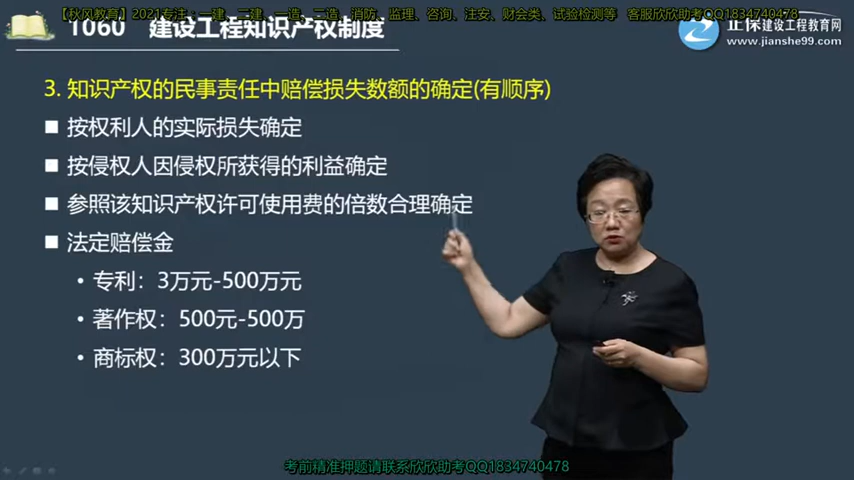 【秋风教育】2021专注：一建、二建、一造、二造、消防、监理、咨询、注安、财会类、试验检测等 客服欣欣助考QQ1834740478
1060 建设工程知识产权制度
正保建设工程教育网
www.jianshe99.com
3. 知识产权的民事责任中赔偿损失数额的确定(有顺序)
■ 按权利人的实际损失确定
■ 按侵权人因侵权所获得的利益确定
■ 参照该知识产权许可使用费的倍数合理确定
■ 法定赔偿金
• 专利：3万元-500万元
• 著作权：500元-500万
• 商标权：300万元以下
考前精准押题请联系欣欣助考QQ1834740478